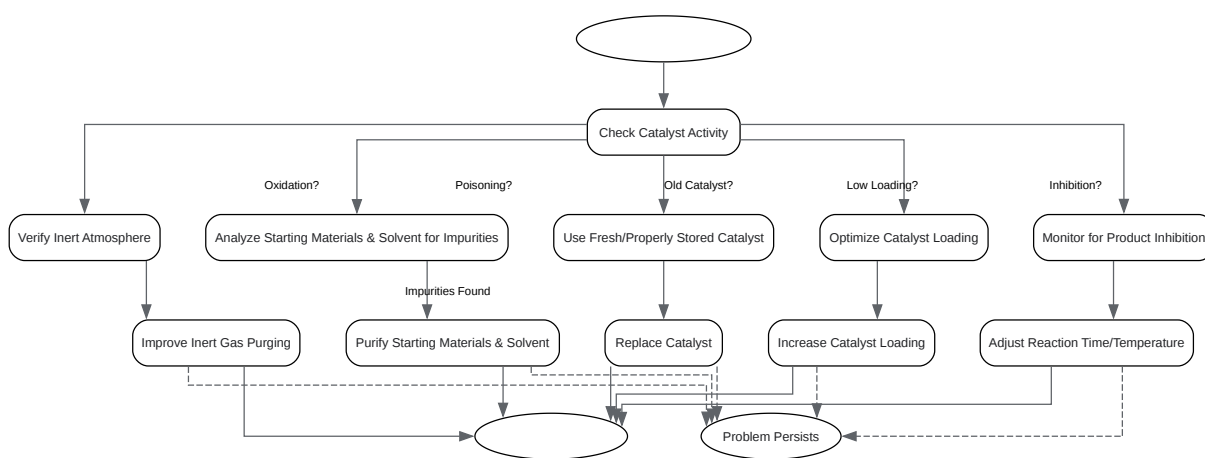 Check Catalyst Activity
Oxidation?
Poisoning?
Old Catalyst?
Low Loading?
Inhibition?
Verify Inert Atmosphere
Analyze Starting Materials & Solvent for Impurities
Use Fresh/Properly Stored Catalyst
Optimize Catalyst Loading
Monitor for Product Inhibition
Impurities Found
Improve Inert Gas Purging
Purify Starting Materials & Solvent
Replace Catalyst
Increase Catalyst Loading
Adjust Reaction Time/Temperature
Problem Persists